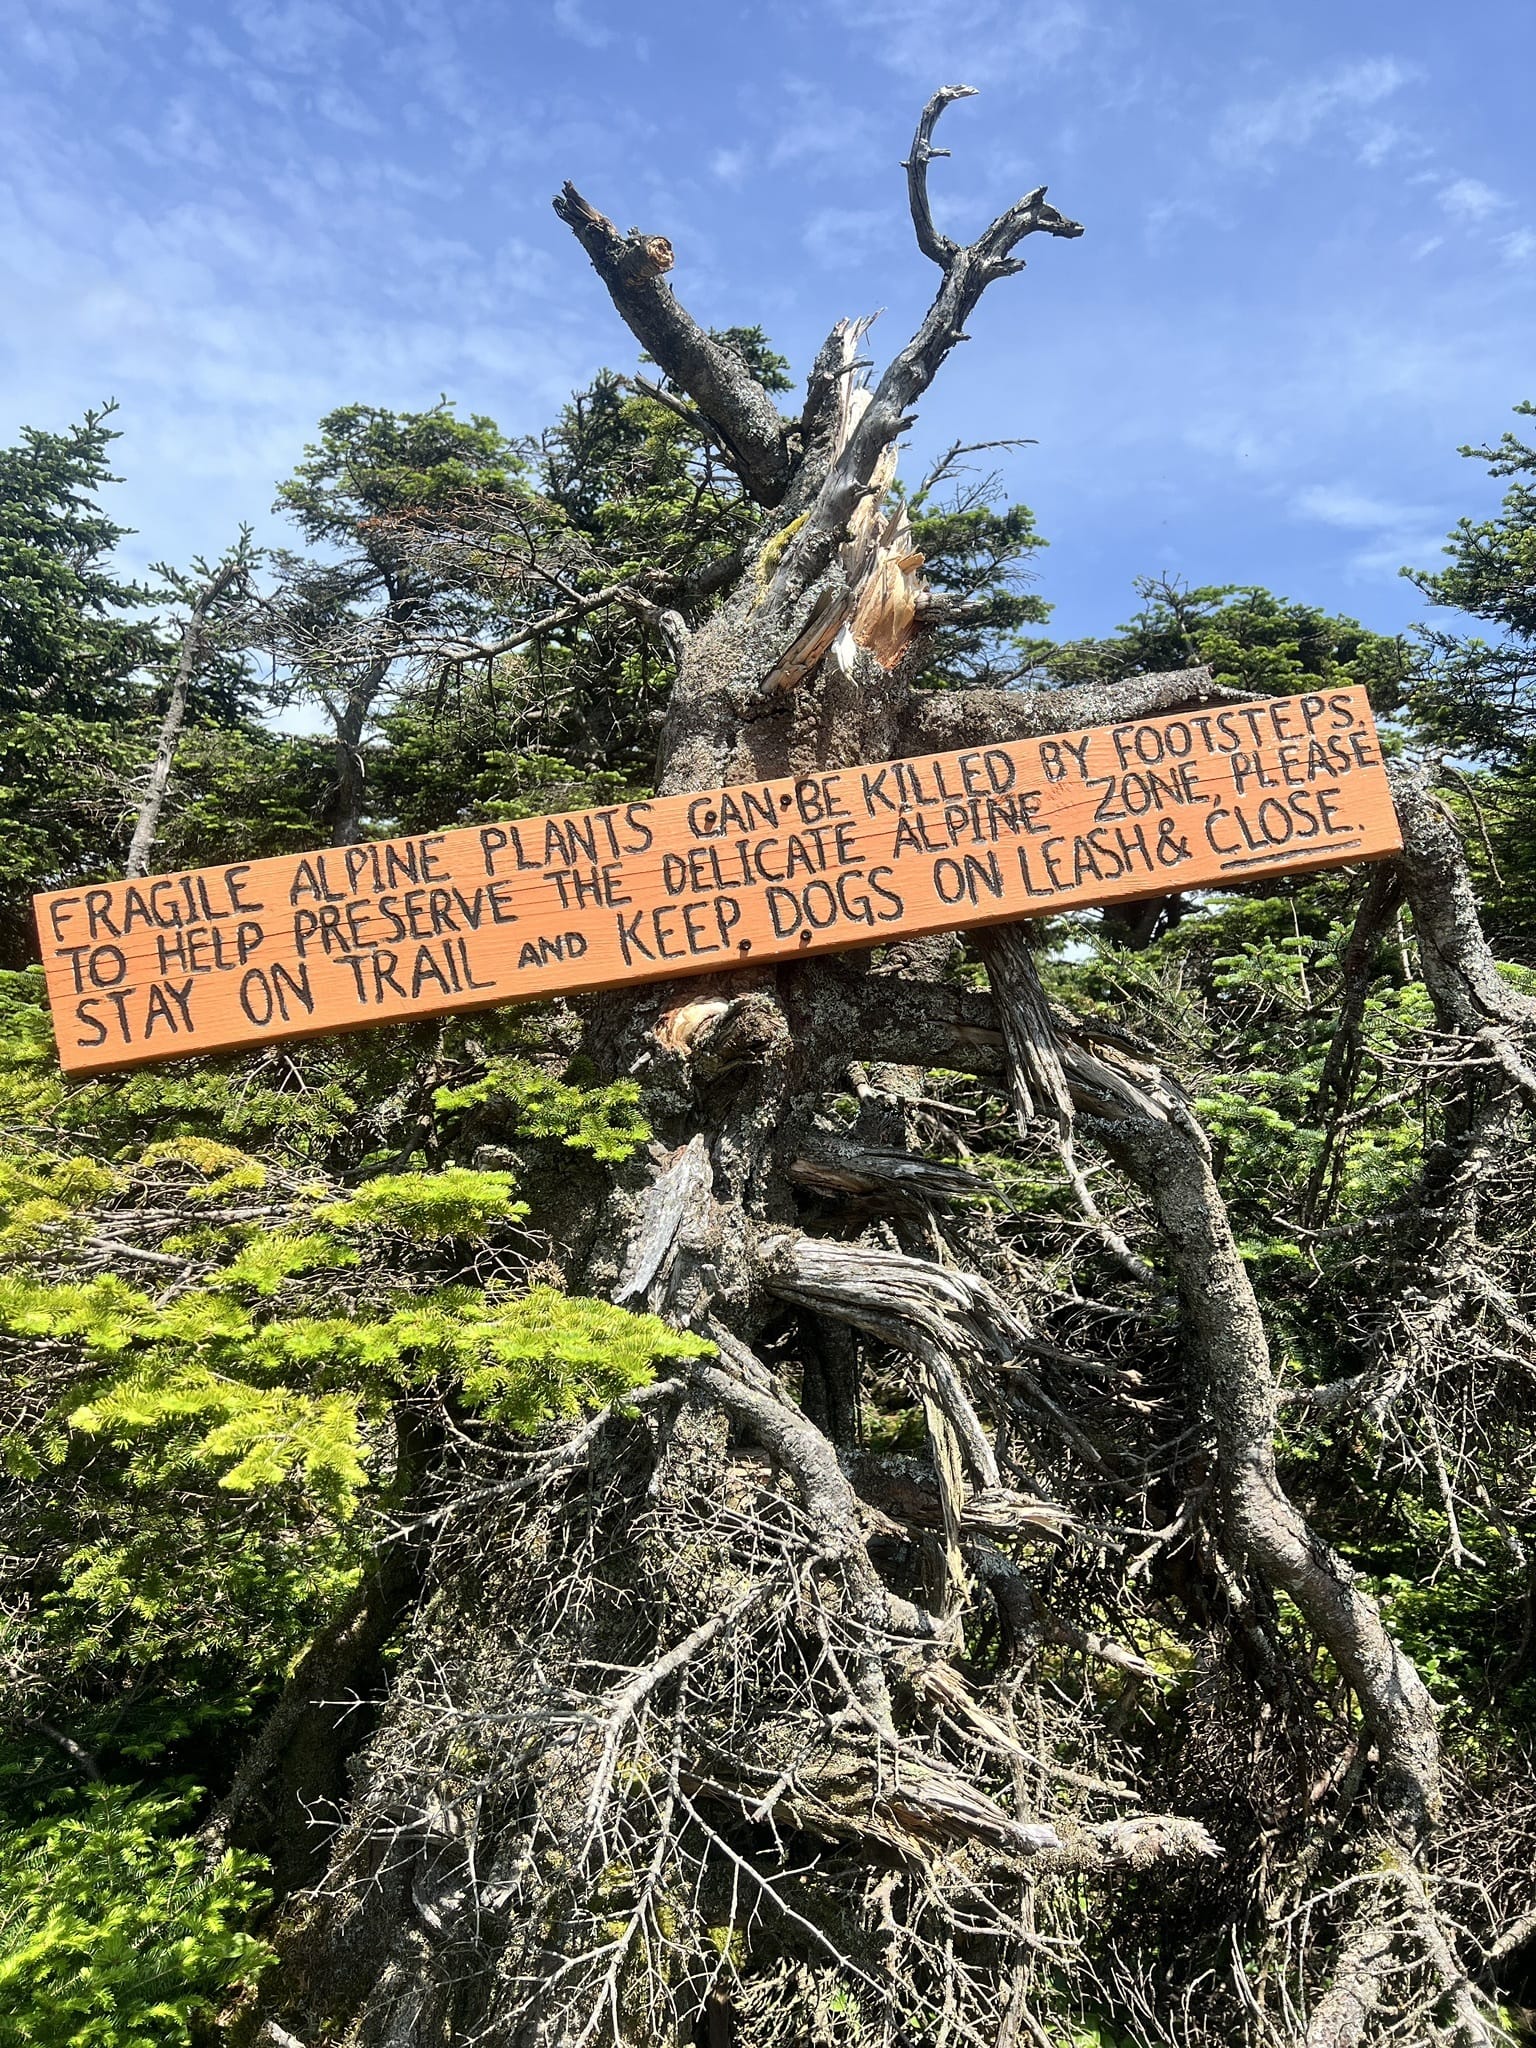 FRAGILE ALPINE PLANTS CAN BE KILLED BY FOOTSTEPS.
TO HELP PRESERVE THE DELICATE ALPINE ZONE, PLEASE
STAY ON TRAIL AND KEEP DOGS ON LEASH & CLOSE.